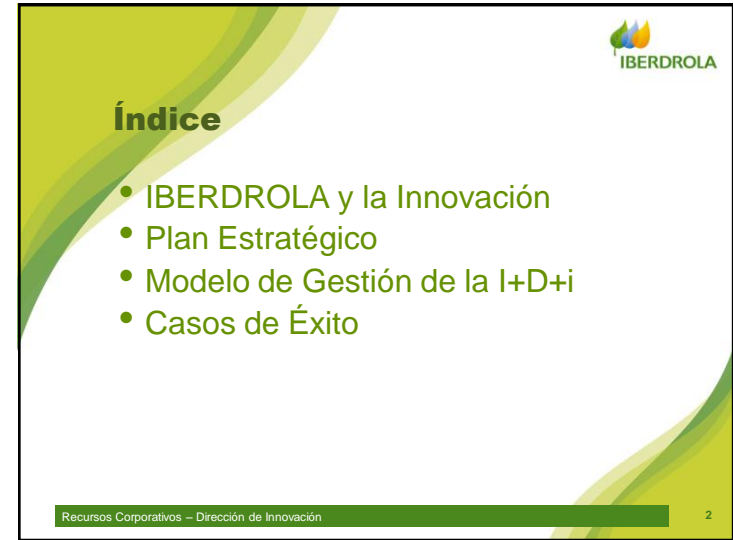 IBERDROLA
Índice
• IBERDROLA y la Innovación
• Plan Estratégico
• Modelo de Gestión de la I+D+i
• Casos de Éxito
Recursos Corporativos – Dirección de Innovación
2